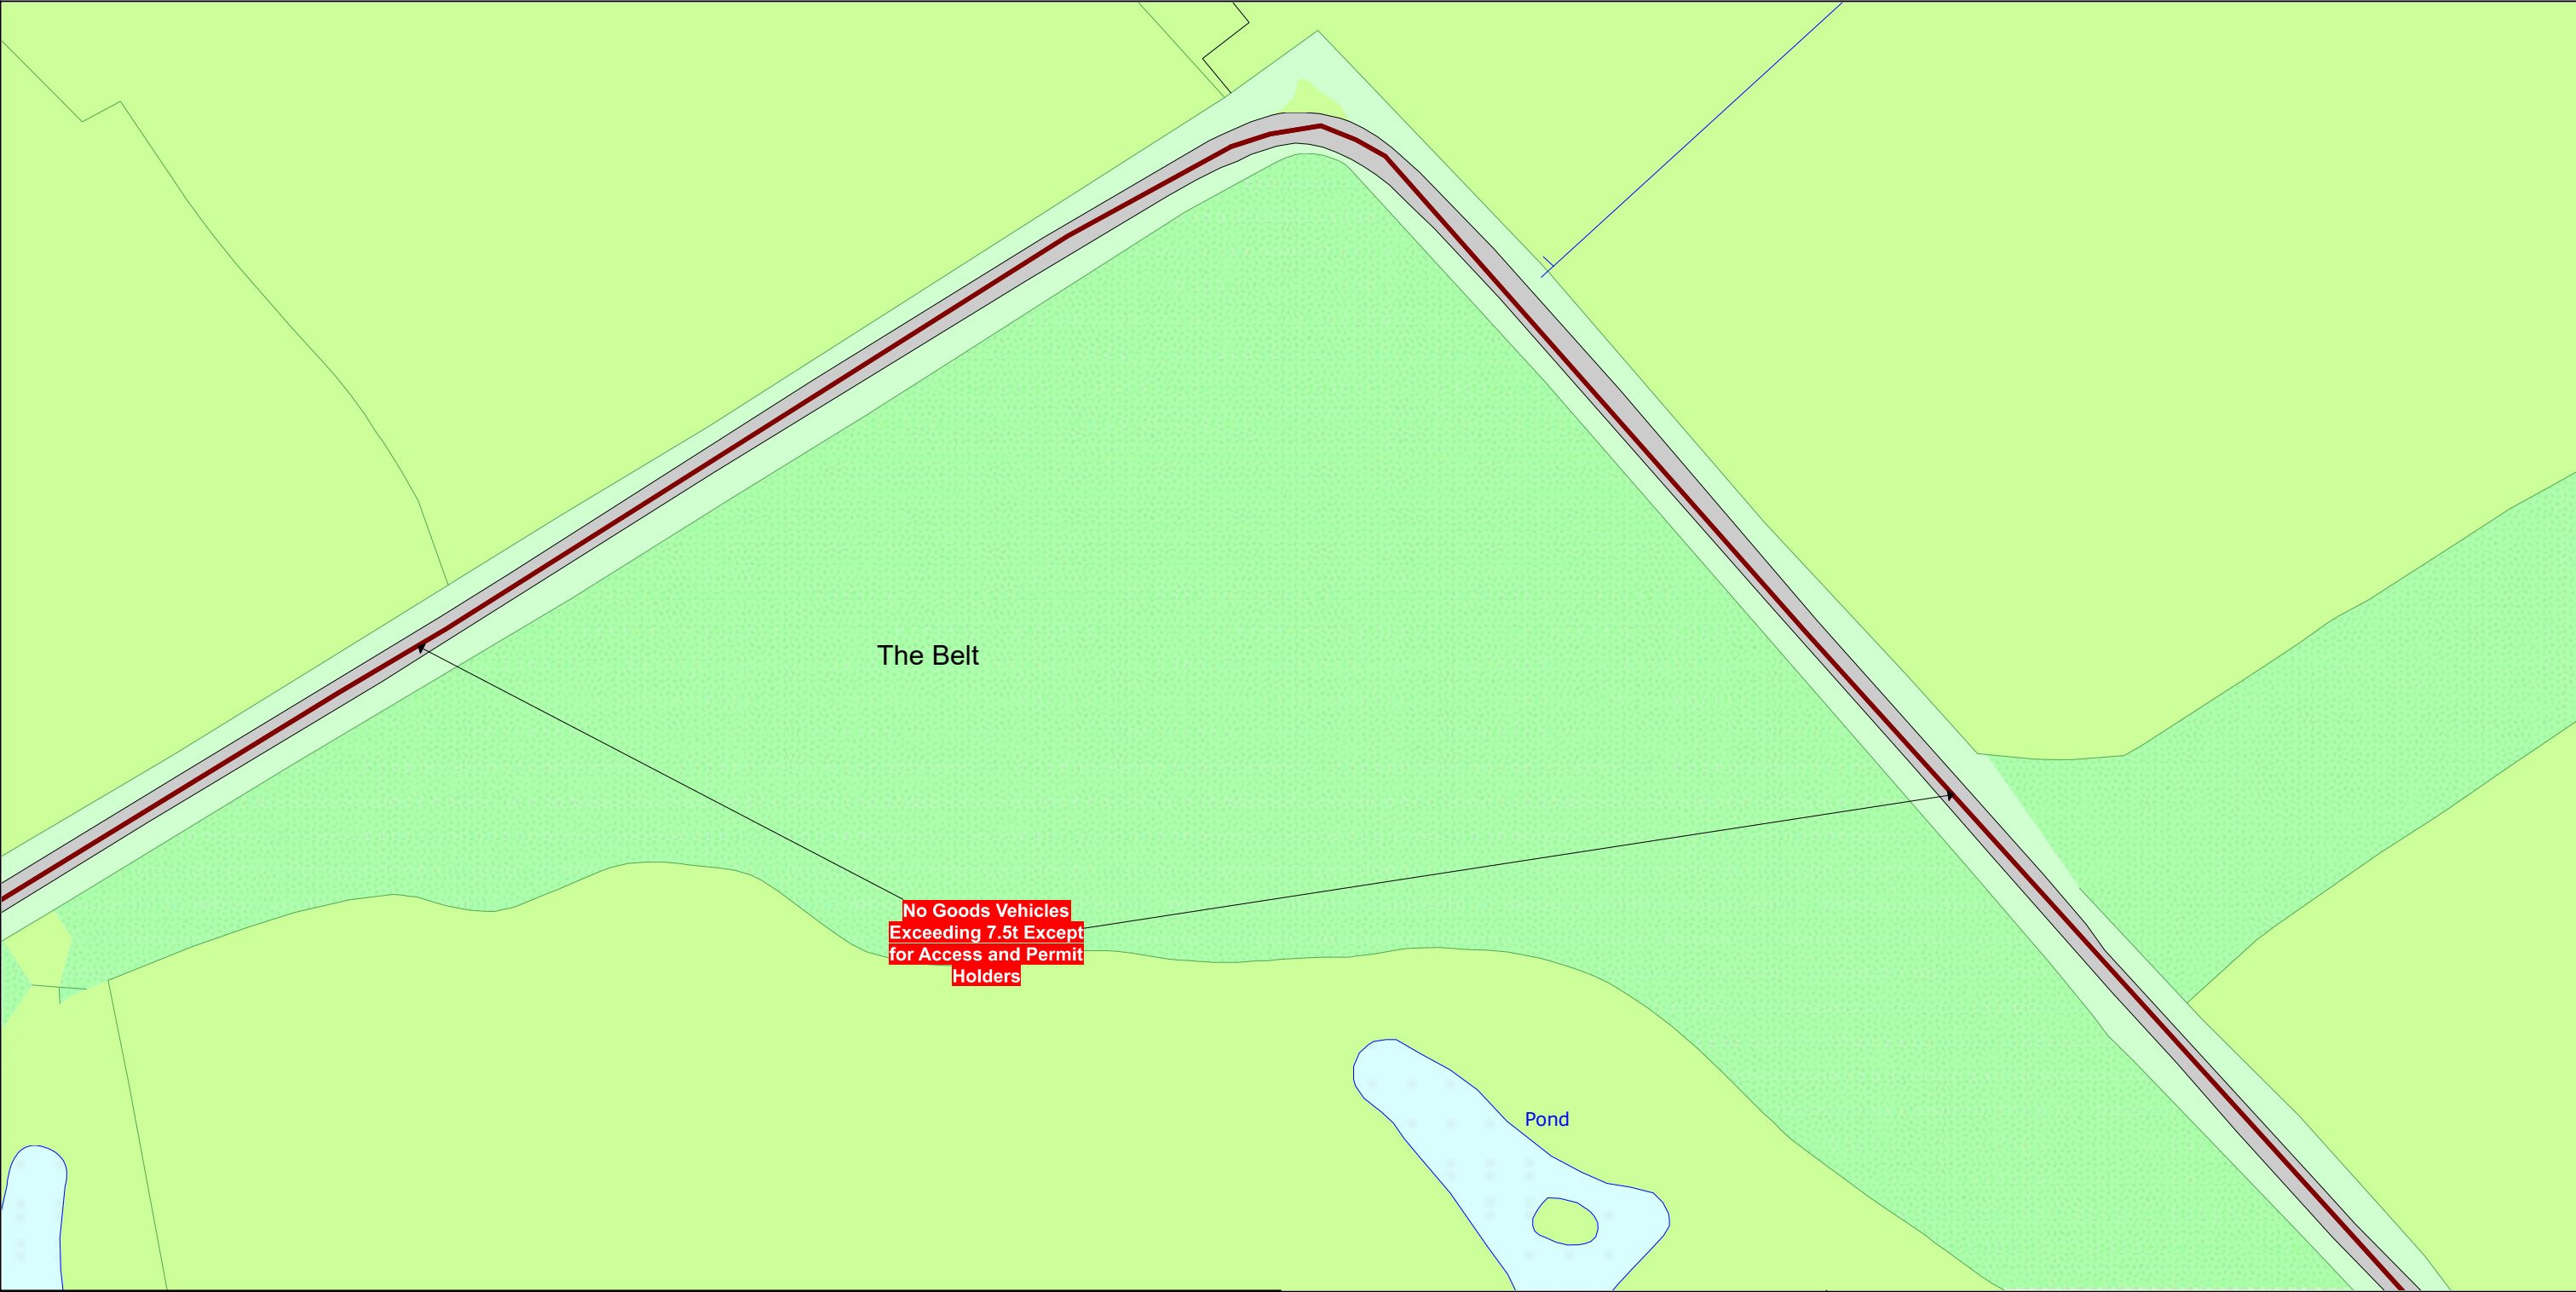 The Belt
No Goods Vehicles
Exceeding 7.5t Except
for Access and Permit
Holders
Pond